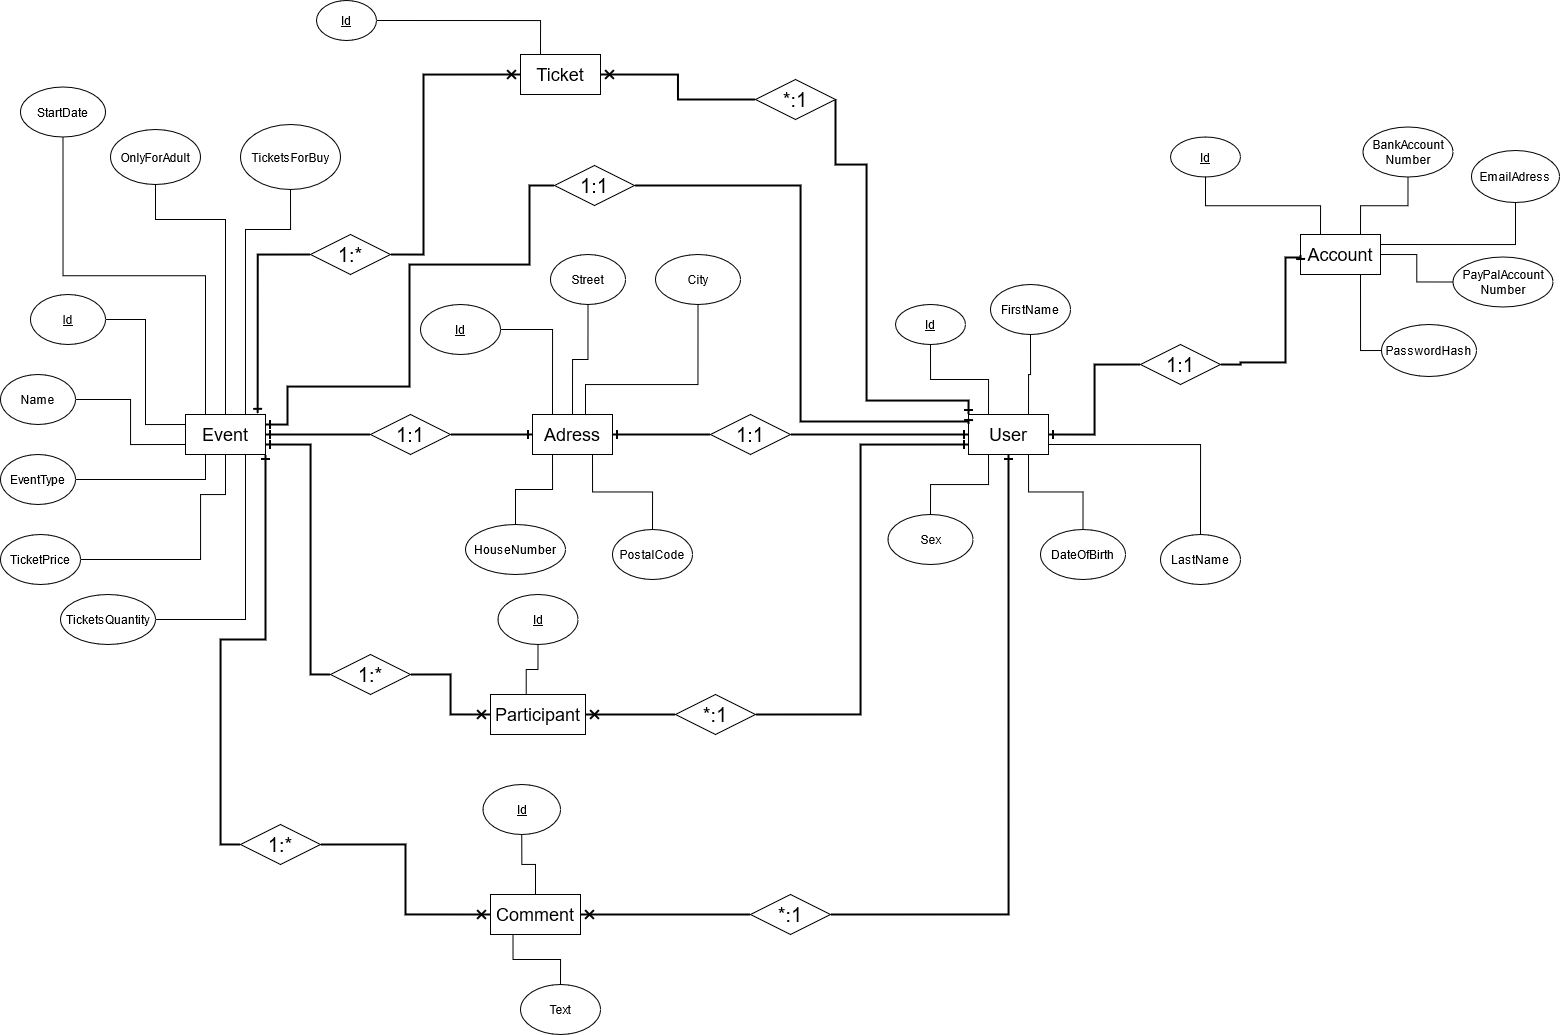 Id
Ticket
*:1
StartDate
OnlyForAdult
TicketsForBuy
Id
BankAccount
Number
EmailAdress
1:1
1:*
Street
City
Account
PayPalAccount
Number
Id
Id
Id
FirstName
PasswordHash
1:1
Name
Event
1:1
Adress
1:1
User
EventType
TicketPrice
HouseNumber
PostalCode
Sex
DateOfBirth
LastName
TicketsQuantity
Id
1:*
Participant
*:1
Id
1:*
Comment
*:1
Text